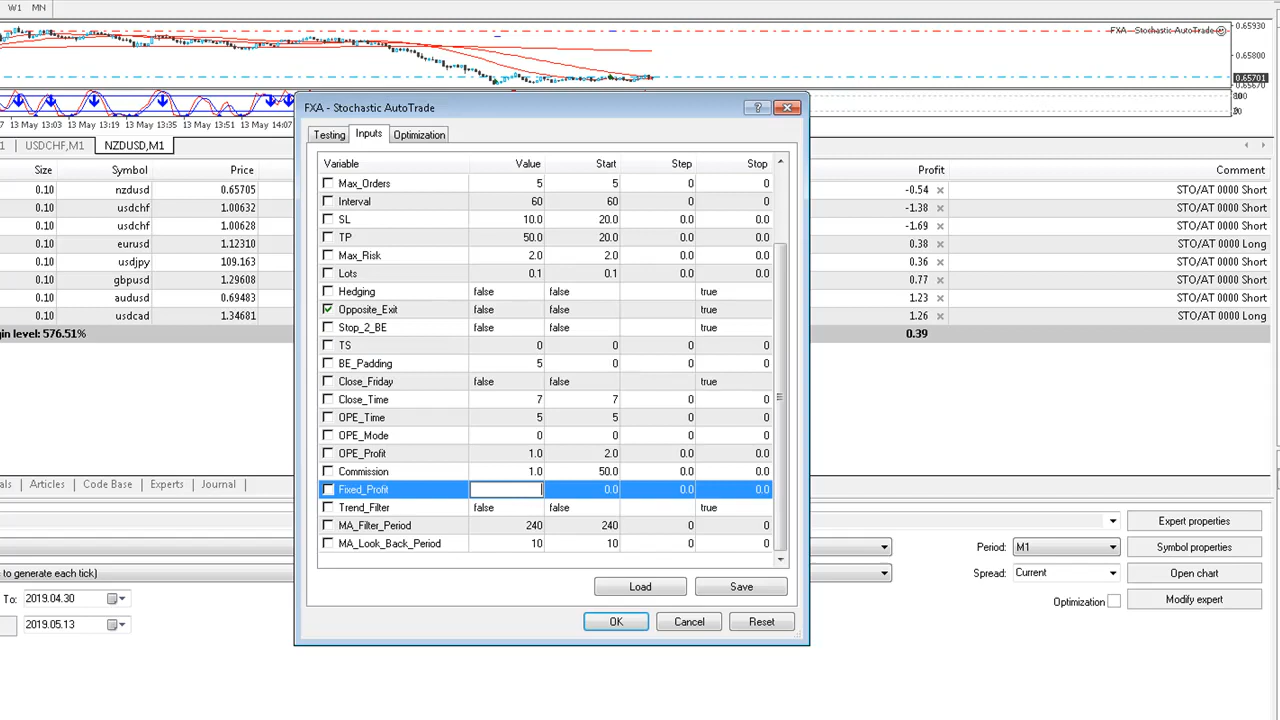 W1 MN
FXA - Stochastic AutoTrade
0.65930
0.65800
0.65701
0.65670
13 May 13:03 13 May 13:19 13 May 13:35 13 May 13:51 13 May 14:07
USDCHF,M1 NZDUSD,M1
FXA - Stochastic AutoTrade
Testing Inputs Optimization
Variable Value Start Step Stop
Max_Orders 5 5 0 0
Interval 60 60 0 0
SL 10.0 20.0 0.0 0.0
TP 50.0 20.0 0.0 0.0
Max_Risk 2.0 2.0 0.0 0.0
Lots 0.1 0.1 0.0 0.0
Hedging false false true
Opposite_Exit false false true
Stop_2_BE false false true
TS 0 0 0 0
BE_Padding 5 0 0 0
Close_Friday false false true
Close_Time 7 7 0 0
OPE_Time 5 5 0 0
OPE_Mode 0 0 0 0
OPE_Profit 1.0 2.0 0.0 0.0
Commission 1.0 50.0 0.0 0.0
Fixed_Profit 0.0 0.0 0.0
Trend_Filter false false true
MA_Filter_Period 240 240 0 0
MA_Look_Back_Period 10 10 0 0
Load Save
OK Cancel Reset
Size Symbol Price Profit Comment
0.10 nzdusd 0.65705 -0.54 STO/AT 0000 Short
0.10 usdchf 1.00632 -1.38 STO/AT 0000 Short
0.10 usdchf 1.00628 -1.69 STO/AT 0000 Short
0.10 eurusd 1.12310 0.38 STO/AT 0000 Long
0.10 usdjpy 109.163 0.36 STO/AT 0000 Short
0.10 gbpusd 1.29608 0.77 STO/AT 0000 Short
0.10 audusd 0.69483 1.23 STO/AT 0000 Short
0.10 usdcad 1.34681 1.26 STO/AT 0000 Long
gin level: 576.51% 0.39
als Articles Code Base Experts Journal
Expert properties
Period: M1 Symbol properties
to generate each tick) Spread: Current Open chart
To: 2019.04.30 Optimization Modify expert
2019.05.13